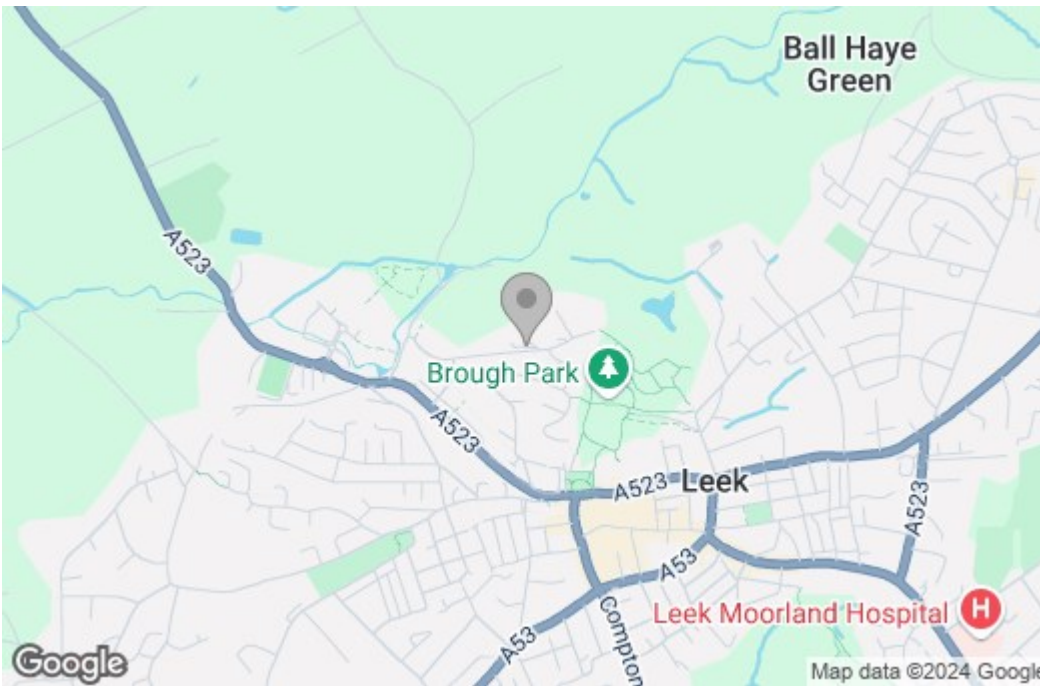 Ball Haye
Green
A523
Brough Park
A523
A523
Leek
A523
A53
Compton
A53
Leek Moorland Hospital
H
Google
Map data ©2024 Google